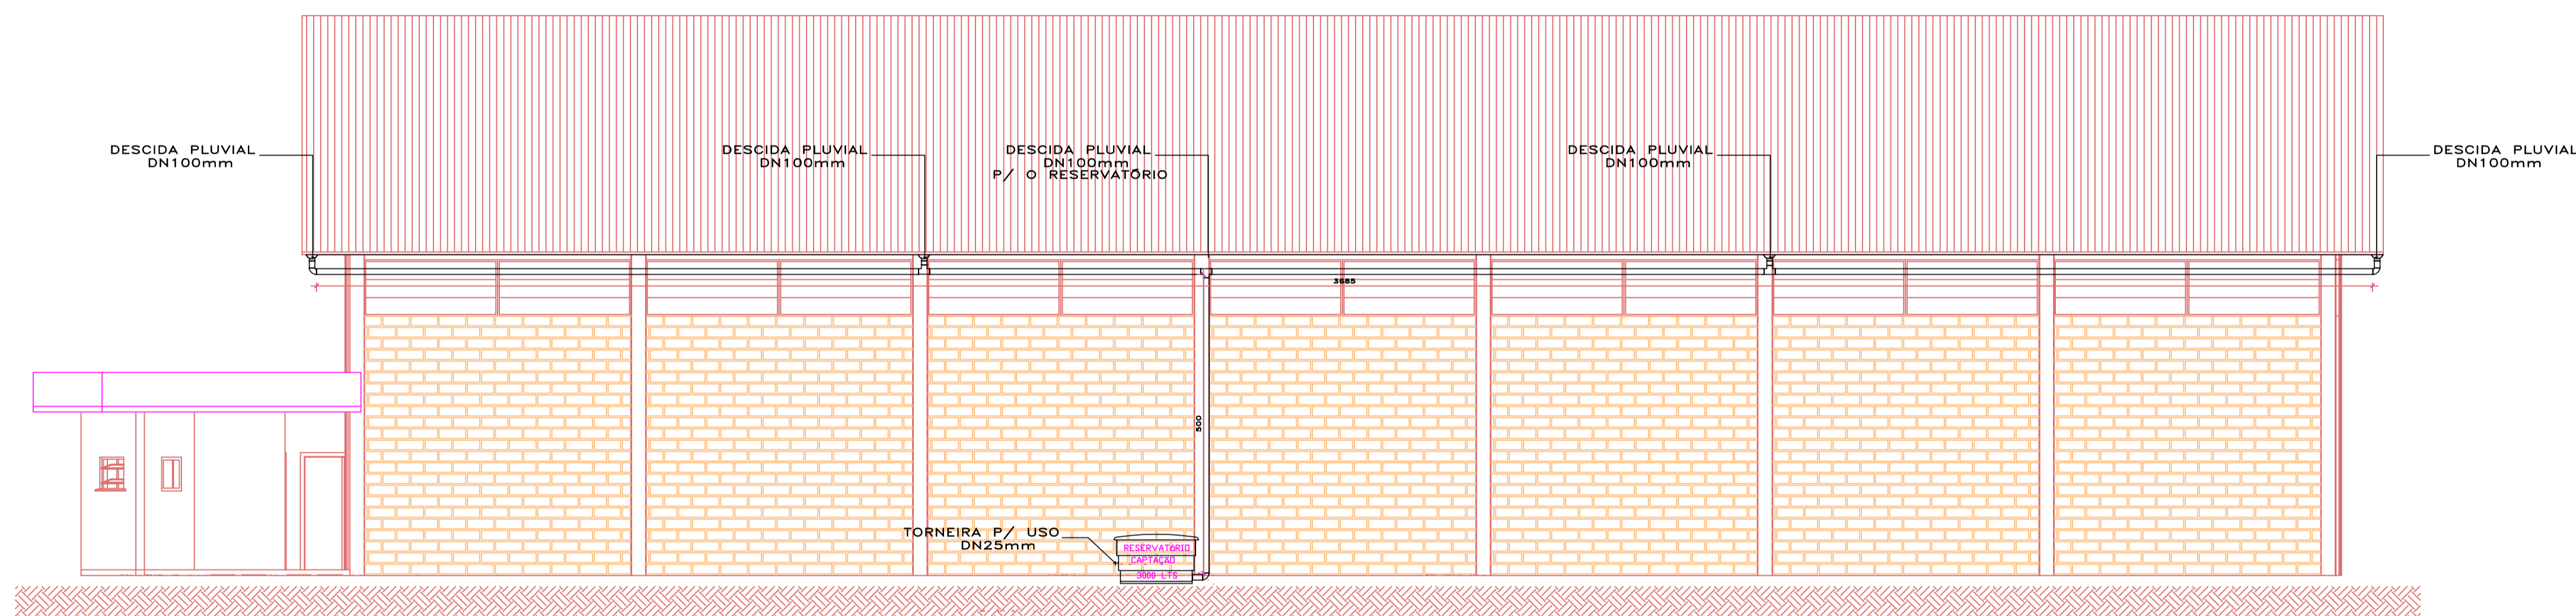 DESCIDA PLUVIAL
DN100mm
DESCIDA PLUVIAL
DN100mm
DESCIDA PLUVIAL
DN100mm
P/ O RESERVATÓRIO
DESCIDA PLUVIAL
DN100mm
DESCIDA PLUVIAL
DN100mm
3685
500
TORNEIRA P/ USO
DN25mm
RESERVATÓRIO
CAPTAÇÃO
3000 LTS